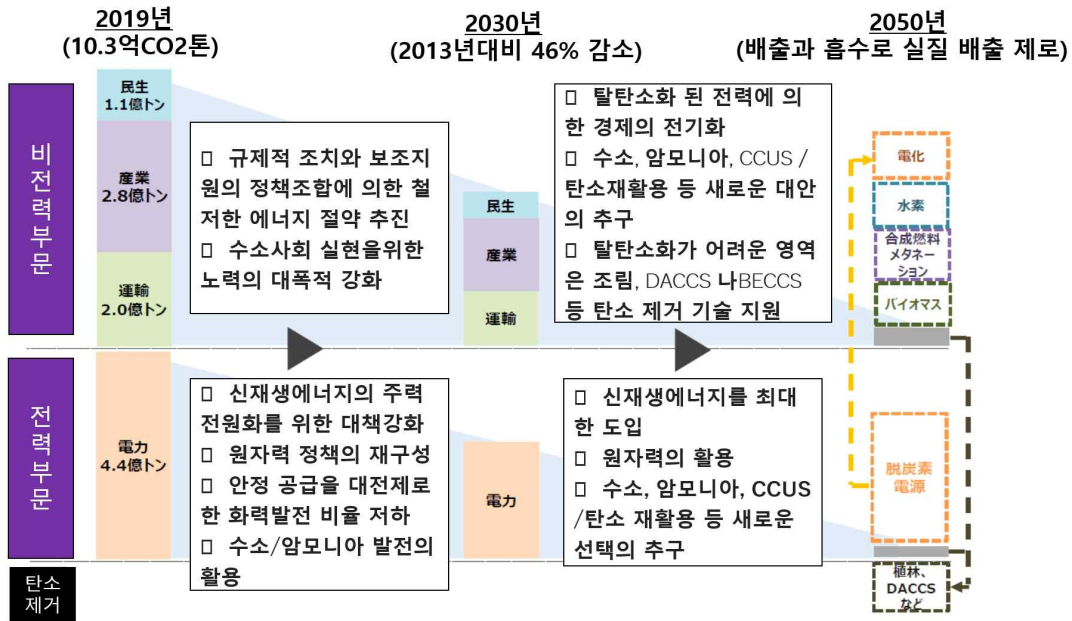 2019년
(10.3억CO2톤)
2030년
(2013년대비 46% 감소)
2050년
(배출과 흡수로 실질 배출 제로)
비전력부문
民生
1.1億トン
産業
2.8億トン
運輸
2.0億トン
□ 규제적 조치와 보조지
원의 정책조합에 의한 철
저한 에너지 절약 추진
□ 수소사회 실현을위한
노력의 대폭적 강화
民生
産業
運輸
□ 탈탄소화 된 전력에 의
한 경제의 전기화
□ 수소, 암모니아, CCUS /
탄소재활용 등 새로운 대안
의 추구
□ 탈탄소화가 어려운 영역
은 조림, DACCS 나BECCS
등 탄소 제거 기술 지원
電化
水素
合成燃料
メタネー
ション
バイオマス
전력부문
電力
4.4億トン
□ 신재생에너지의 주력
전원화를 위한 대책강화
□ 원자력 정책의 재구성
□ 안정 공급을 대전제로
한 화력발전 비율 저하
□ 수소/암모니아 발전의
활용
電力
□ 신재생에너지를 최대
한 도입
□ 원자력의 활용
□ 수소, 암모니아, CCUS
/탄소 재활용 등 새로운
선택의 추구
脱炭素
電源
탄소
제거
植林、
DACCS
など